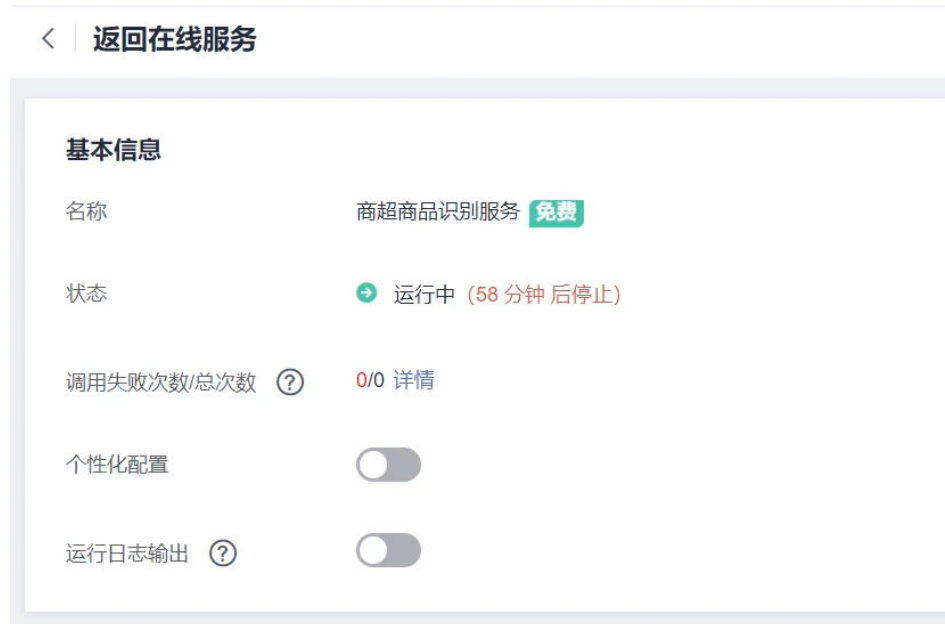 返回在线服务
基本信息
名称 商超商品识别服务 免费
状态 运行中（58 分钟 后停止）
调用失败次数/总次数 ? 0/0 详情
个性化配置
运行日志输出 ?